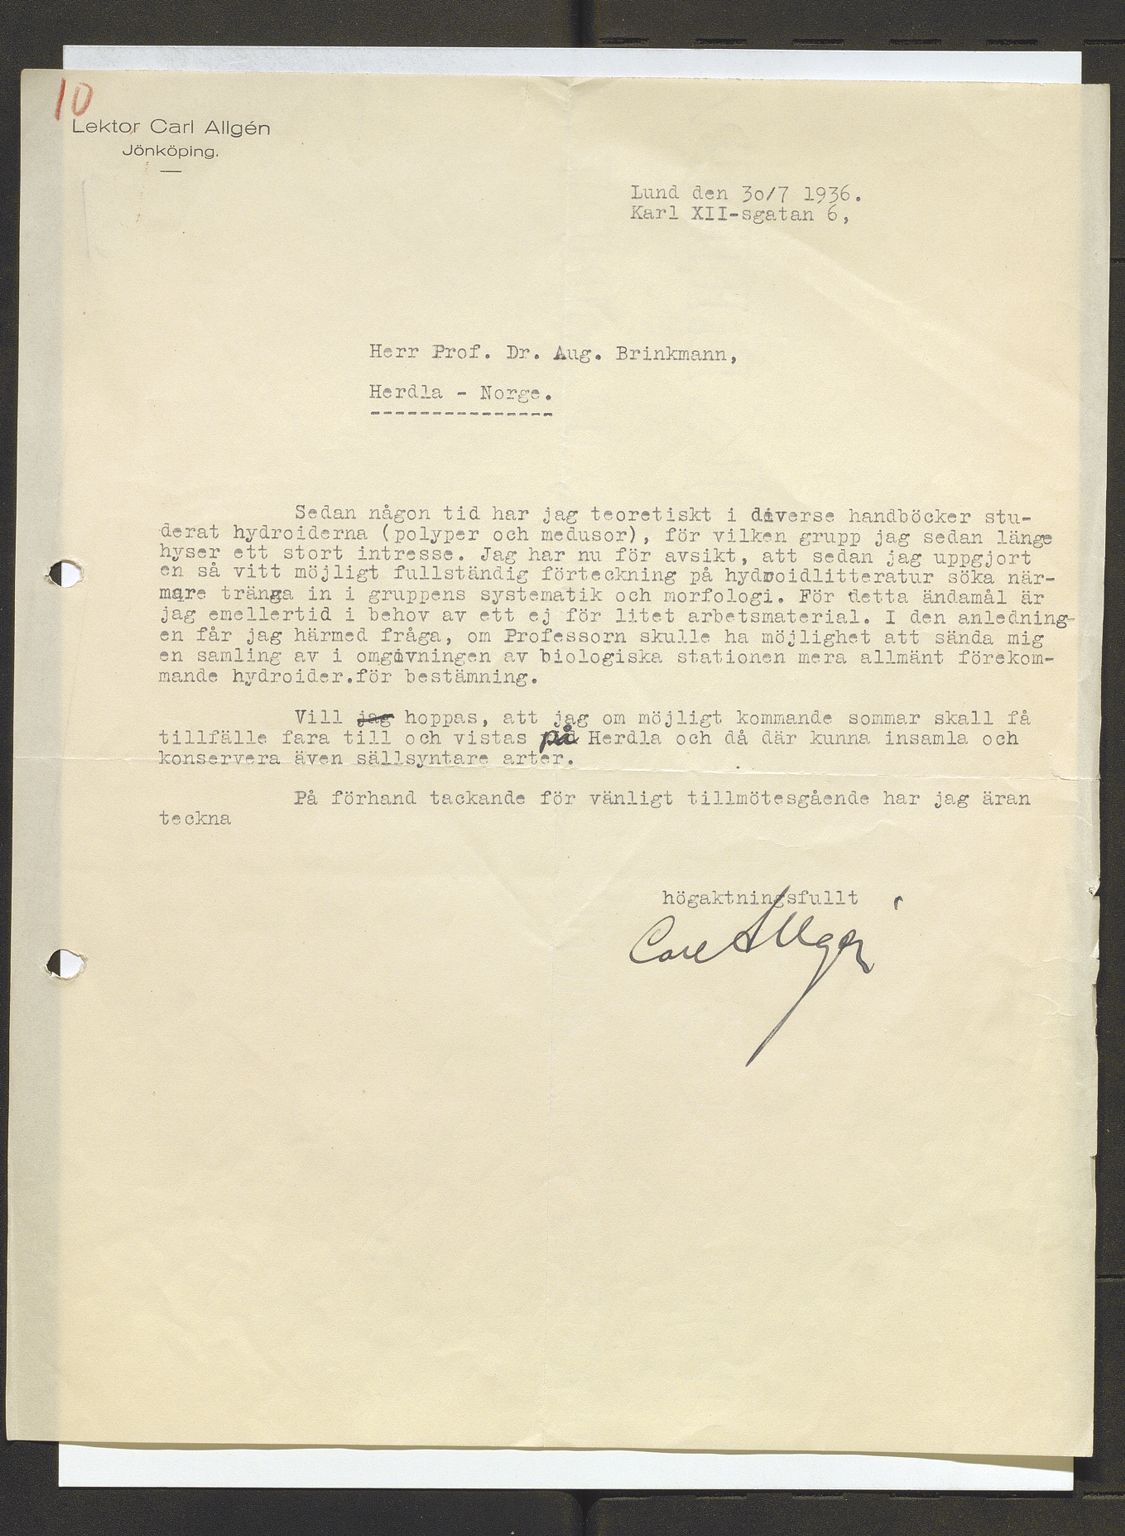 10
Lektor Carl Allgén
Jönköping.
Lund den 3o/7 1936.
Karl XII-sgatan 6,
Herr Prof. Dr. Aug. Brinkmann,
Herdla - Norge.
Sedan någon tid har jag teoretiskt i diverse handböcker stu-
derat hydroiderna (polyper och medusor), för vilken grupp jag sedan länge
hyser ett stort intresse. Jag har nu för avsikt, att sedan jag uppgjort
en så vitt möjligt fullständig förteckning på hydroidlitteratur söka när-
mare tränga in i gruppens systematik och morfologi. För detta ändamål är
jag emellertid i behov av ett ej för litet arbetsmaterial. I den anledning-
en får jag härmed fråga, om Professorn skulle ha möjlighet att sända mig
en samling av i omgivningen av biologiska stationen mera allmänt förekom-
mande hydroider.för bestämning.
Vill jag hoppas, att jag om möjligt kommande sommar skall få
tillfälle fara till och vistas på Herdla och då där kunna insamla och
konservera även sällsyntare arter.
På förhand tackande för vänligt tillmötesgående har jag äran
teckna
högaktningsfullt
Carl Allgén